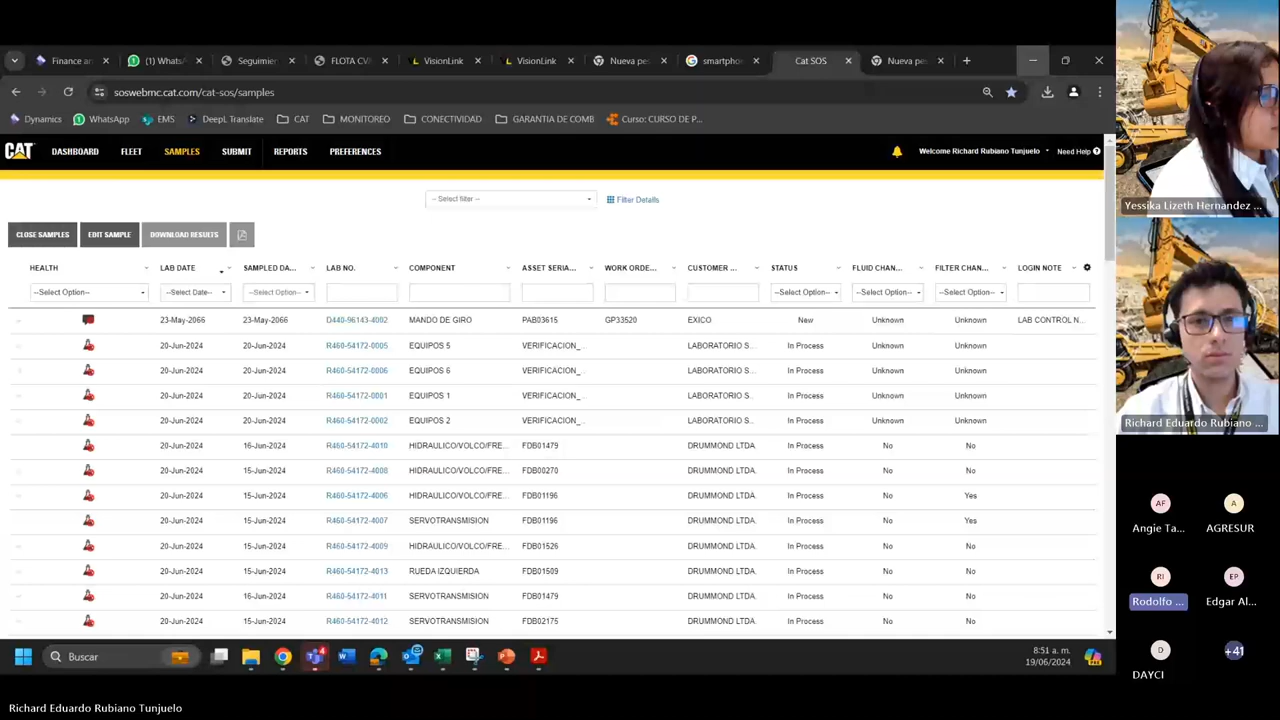 Finance an
(1) Whats
Seguimie
FLOTA CV
VisionLink
VisionLink
Nueva pes
smartpho
Cat SOS
Nueva pe
soswebmc.cat.com/cat-sos/samples
Dynamics WhatsApp EMS DeepL Translate CAT MONITOREO CONECTIVIDAD GARANTIA DE COMB Curso: CURSO DE P...
CAT DASHBOARD FLEET SAMPLES SUBMIT REPORTS PREFERENCES Welcome Richard Rubiano Tunjuelo Need Help
-- Select filter -- Filter Details
CLOSE SAMPLES EDIT SAMPLE DOWNLOAD RESULTS
HEALTH LAB DATE SAMPLED DA... LAB NO. COMPONENT ASSET SERIA... WORK ORDE... CUSTOMER ... STATUS FLUID CHAN... FILTER CHAN... LOGIN NOTE
--Select Option-- --Select Date-- --Select Option-- --Select Option-- --Select Option-- --Select Option--
23-May-2066 23-May-2066 D440-96143-4002 MANDO DE GIRO PAB03615 GP33520 EXICO New Unknown Unknown LAB CONTROL N...
20-Jun-2024 20-Jun-2024 R460-54172-0005 EQUIPOS 5 VERIFICACION_... LABORATORIO S... In Process Unknown Unknown
20-Jun-2024 20-Jun-2024 R460-54172-0006 EQUIPOS 6 VERIFICACION_... LABORATORIO S... In Process Unknown Unknown
20-Jun-2024 20-Jun-2024 R460-54172-0001 EQUIPOS 1 VERIFICACION_... LABORATORIO S... In Process Unknown Unknown
20-Jun-2024 20-Jun-2024 R460-54172-0002 EQUIPOS 2 VERIFICACION_... LABORATORIO S... In Process Unknown Unknown
20-Jun-2024 16-Jun-2024 R460-54172-4010 HIDRAULICO/VOLCO/FRE... FDB01479 DRUMMOND LTDA. In Process No No
20-Jun-2024 15-Jun-2024 R460-54172-4008 HIDRAULICO/VOLCO/FRE... FDB00270 DRUMMOND LTDA. In Process No No
20-Jun-2024 15-Jun-2024 R460-54172-4006 HIDRAULICO/VOLCO/FRE... FDB01196 DRUMMOND LTDA. In Process No Yes
20-Jun-2024 15-Jun-2024 R460-54172-4007 SERVOTRANSMISION FDB01196 DRUMMOND LTDA. In Process No Yes
20-Jun-2024 15-Jun-2024 R460-54172-4009 HIDRAULICO/VOLCO/FRE... FDB01526 DRUMMOND LTDA. In Process No No
20-Jun-2024 15-Jun-2024 R460-54172-4013 RUEDA IZQUIERDA FDB01509 DRUMMOND LTDA. In Process No No
20-Jun-2024 16-Jun-2024 R460-54172-4011 SERVOTRANSMISION FDB01479 DRUMMOND LTDA. In Process No No
20-Jun-2024 15-Jun-2024 R460-54172-4012 SERVOTRANSMISION FDB02175 DRUMMOND LTDA. In Process No No
Buscar
8:51 a. m.
19/06/2024
Yessika Lizeth Hernandez ...
Richard Eduardo Rubiano ...
AF A
Angie Ta... AGRESUR
RI EP
Rodolfo ... Edgar Al...
D +41
DAYCI
Richard Eduardo Rubiano Tunjuelo